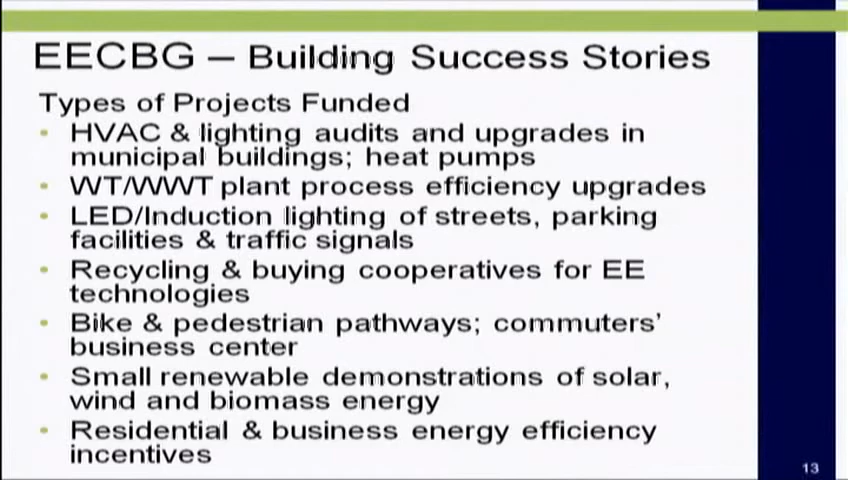 EECBG – Building Success Stories
Types of Projects Funded
• HVAC & lighting audits and upgrades in
municipal buildings; heat pumps
• WT/WWT plant process efficiency upgrades
• LED/Induction lighting of streets, parking
facilities & traffic signals
• Recycling & buying cooperatives for EE
technologies
• Bike & pedestrian pathways; commuters’
business center
• Small renewable demonstrations of solar,
wind and biomass energy
• Residential & business energy efficiency
incentives
13